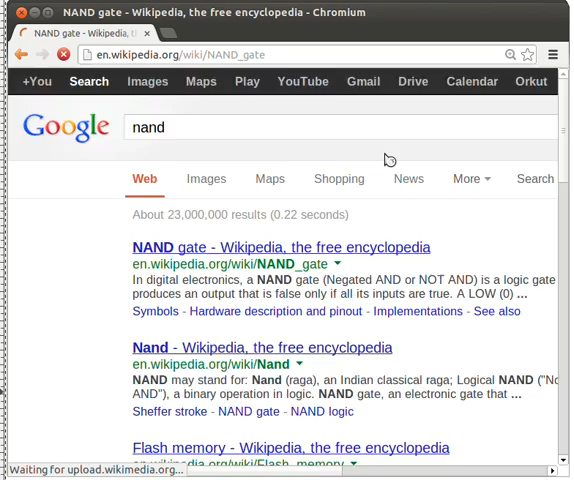 NAND gate - Wikipedia, the free encyclopedia - Chromium
NAND gate - Wikipedia, t
en.wikipedia.org/wiki/NAND_gate
+You Search Images Maps Play YouTube Gmail Drive Calendar Orkut
Google
nand
Web Images Maps Shopping News More Search
About 23,000,000 results (0.22 seconds)
NAND gate - Wikipedia, the free encyclopedia
en.wikipedia.org/wiki/NAND_gate
In digital electronics, a NAND gate (Negated AND or NOT AND) is a logic gate
produces an output that is false only if all its inputs are true. A LOW (0) ...
Symbols - Hardware description and pinout - Implementations - See also
Nand - Wikipedia, the free encyclopedia
en.wikipedia.org/wiki/Nand
NAND may stand for: Nand (raga), an Indian classical raga; Logical NAND ("No
AND"), a binary operation in logic. NAND gate, an electronic gate that ...
Sheffer stroke - NAND gate - NAND logic
Flash memory - Wikipedia, the free encyclopedia
en.wikipedia.org/wiki/Flash_memory
Waiting for upload.wikimedia.org...